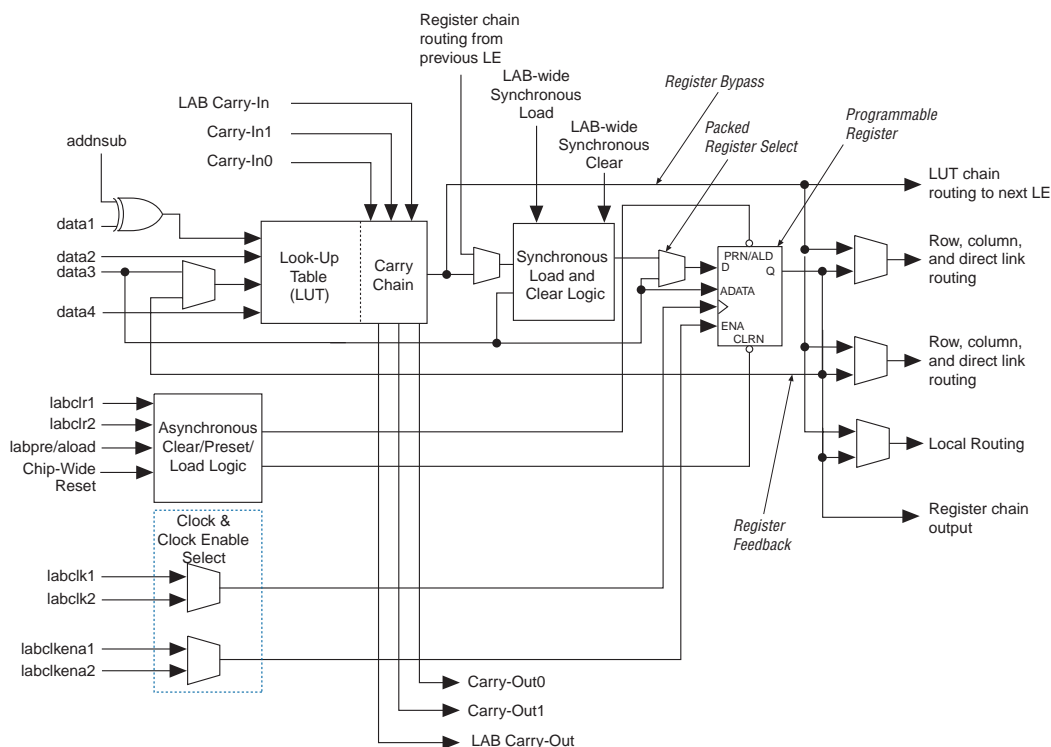 Register chain
routing from
previous LE
LAB-wide
Synchronous
Load
Register Bypass
Programmable
Register
LAB Carry-In
Packed
Register Select
LAB-wide
Synchronous
Clear
addnsub
Carry-In1
Carry-In0
LUT chain
routing to next LE
data1
data2
data3
data4
Look-Up
Table
(LUT)
Carry
Chain
Synchronous
Load and
Clear Logic
PRN/ALD
D
Q
ADATA
ENA
CLRN
Row, column,
and direct link
routing
Row, column,
and direct link
routing
labclr1
labclr2
labpre/aload
Chip-Wide
Reset
Asynchronous
Clear/Preset/
Load Logic
Local Routing
Register chain
output
Register
Feedback
Clock &
Clock Enable
Select
labclk1
labclk2
labclkena1
labclkena2
Carry-Out0
Carry-Out1
LAB Carry-Out